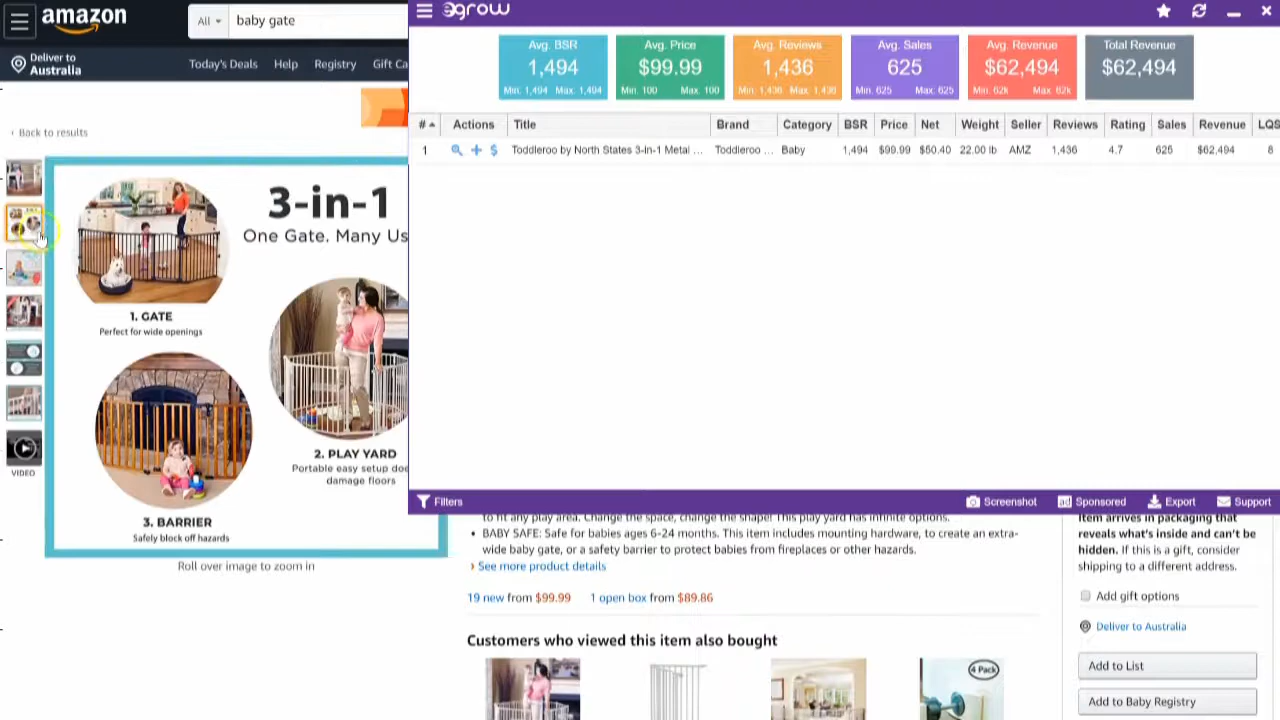 amazon
All
baby gate
Deliver to
Australia
Today's Deals Help Registry Gift Ca
‹ Back to results
3-in-1
One Gate. Many Us
1. GATE
Perfect for wide openings
2. PLAY YARD
Portable easy setup doe
damage floors
3. BARRIER
Safely block off hazards
VIDEO
Roll over image to zoom in
egrow
Avg. BSR
1,494
Min: 1,494 Max: 1,494
Avg. Price
$99.99
Min: 100 Max: 100
Avg. Reviews
1,436
Min: 1,436 Max: 1,436
Avg. Sales
625
Min: 625 Max: 625
Avg. Revenue
$62,494
Min: 62k Max: 62k
Total Revenue
$62,494
# Actions Title Brand Category BSR Price Net Weight Seller Reviews Rating Sales Revenue LQS
1 Toddleroo by North States 3-in-1 Metal ... Toddleroo ... Baby 1,494 $99.99 $50.40 22.00 lb AMZ 1,436 4.7 625 $62,494 8
Filters Screenshot ad Sponsored Export Support
to fit any play area. Change the space, change the shape! This play yard has infinite options.
• BABY SAFE: Safe for babies ages 6-24 months. This item includes mounting hardware, to create an extra-
wide baby gate, or a safety barrier to protect babies from fireplaces or other hazards.
› See more product details
19 new from $99.99 1 open box from $89.86
Customers who viewed this item also bought
4 Pack
Item arrives in packaging that
reveals what's inside and can't be
hidden. If this is a gift, consider
shipping to a different address.
Add gift options
Deliver to Australia
Add to List
Add to Baby Registry